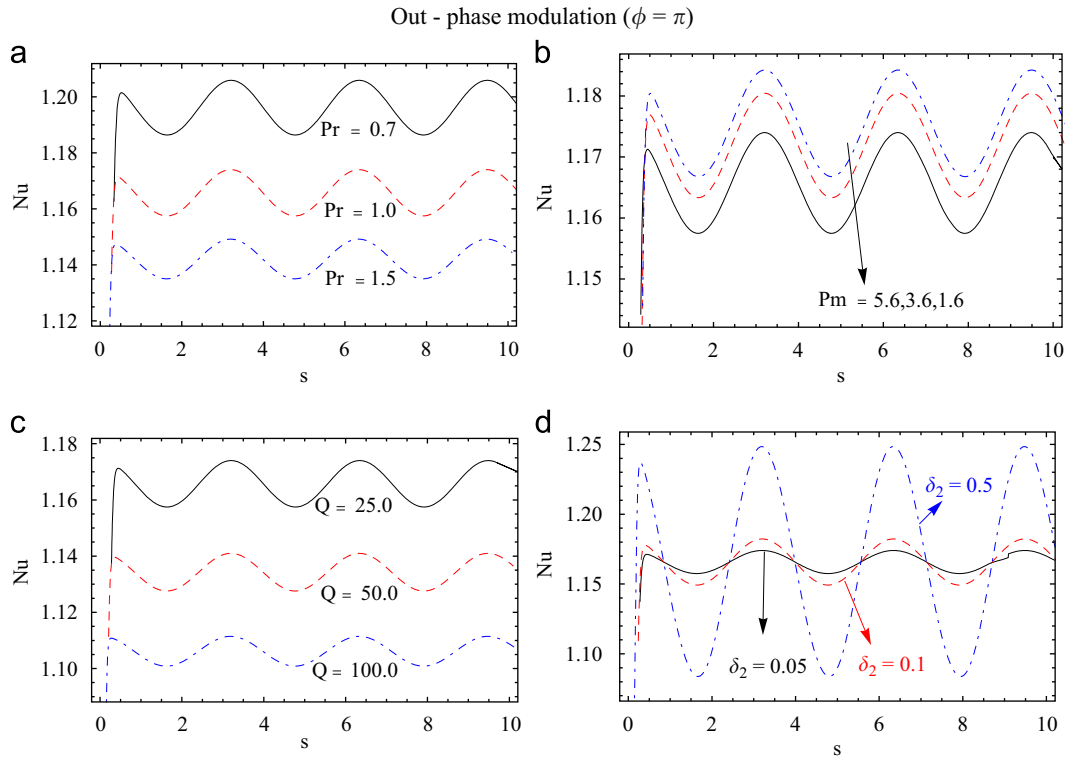 Out - phase modulation (ϕ = π)
a
Nu
1.20
1.18
1.16
1.14
1.12
Pr = 0.7
Pr = 1.0
Pr = 1.5
0 2 4 6 8 10
s
b
Nu
1.18
1.17
1.16
1.15
Pm = 5.6,3.6,1.6
0 2 4 6 8 10
s
c
Nu
1.18
1.16
1.14
1.12
1.10
Q = 25.0
Q = 50.0
Q = 100.0
0 2 4 6 8 10
s
d
Nu
1.25
1.20
1.15
1.10
δ₂ = 0.5
δ₂ = 0.05
δ₂ = 0.1
0 2 4 6 8 10
s